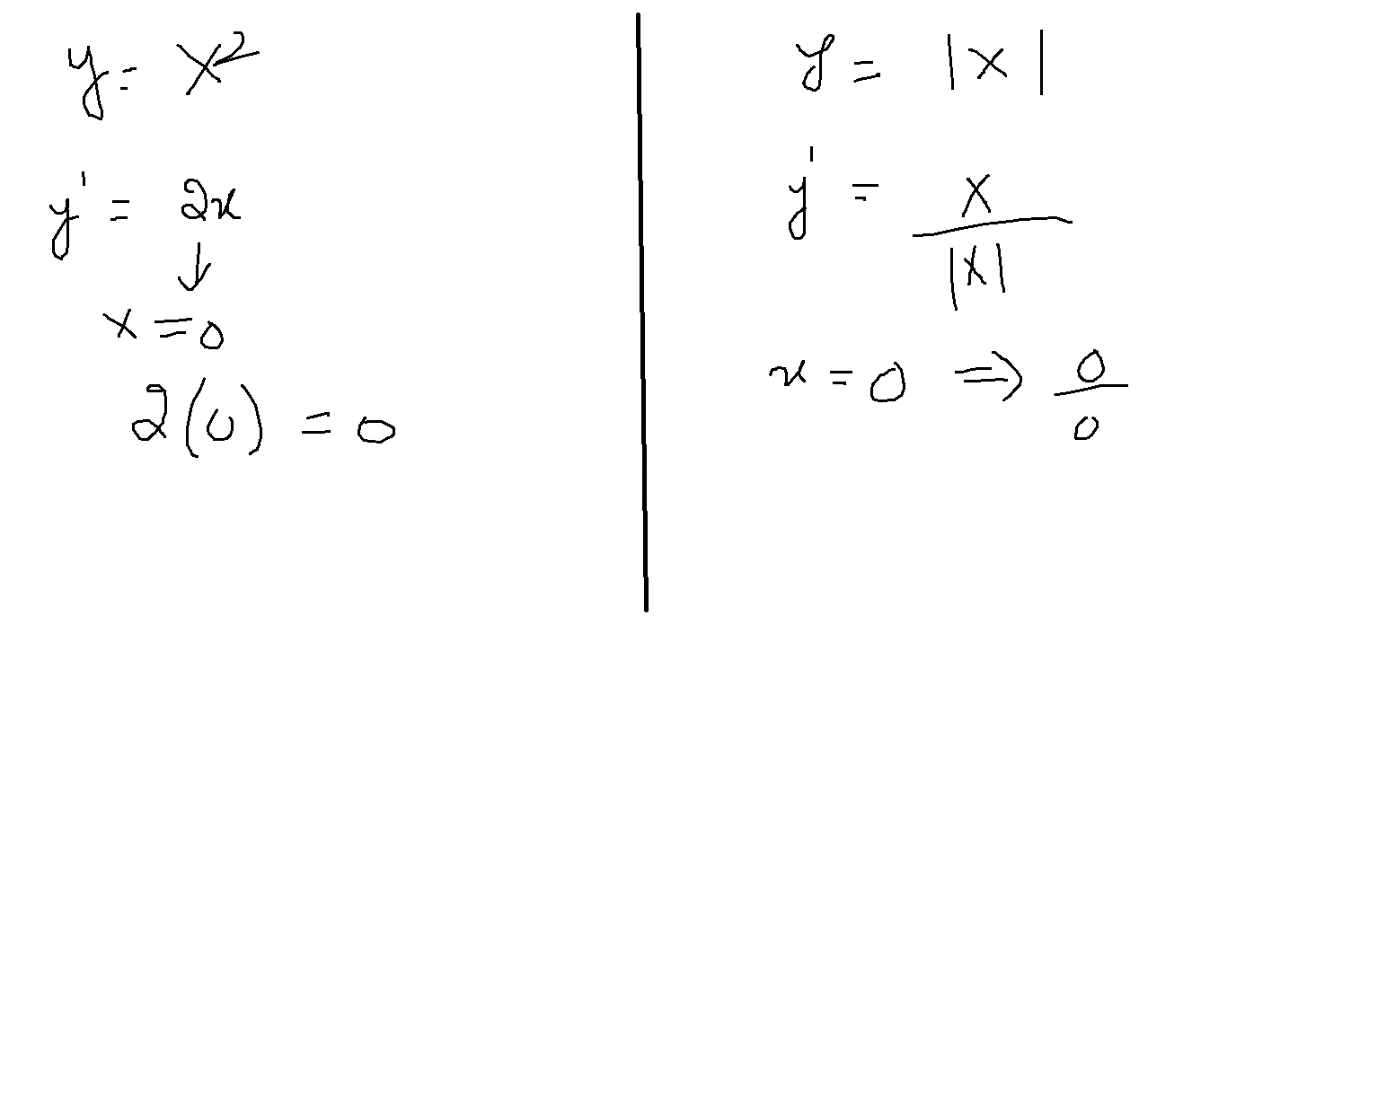 y = x²
y' = 2x
↓
x = 0
2(0) = 0
y = |x|
y' = x/|x|
x = 0 ⇒ 0/0